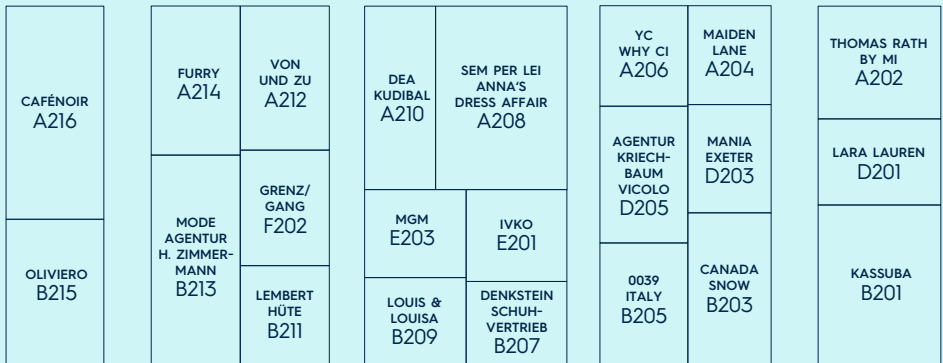 CAFÉNOIR
A216
OLIVIERO
B215
FURRY
A214
MODE
AGENTUR
H. ZIMMER-
MANN
B213
VON
UND ZU
A212
GRENZ/
GANG
F202
LEMBERT
HÜTE
B211
DEA
KUDIBAL
A210
SEM PER LEI
ANNA'S
DRESS AFFAIR
A208
MGM
E203
IVKO
E201
LOUIS &
LOUISA
B209
DENKSTEIN
SCHUH-
VERTRIEB
B207
YC
WHY CI
A206
AGENTUR
KRIECH-
BAUM
VICOLO
D205
0039
ITALY
B205
MAIDEN
LANE
A204
MANIA
EXETER
D203
CANADA
SNOW
B203
THOMAS RATH
BY MI
A202
LARA LAUREN
D201
KASSUBA
B201